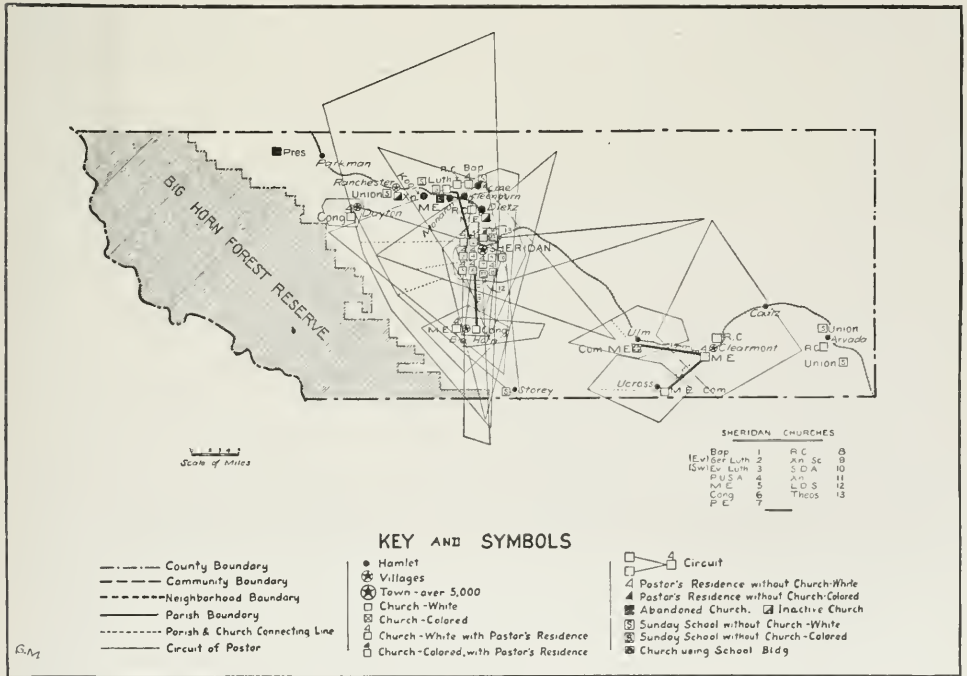 Pres
Parkman
BIG HORN FOREST RESERVE
Ranchester
Union
S
Luth
R.C
Bap
M.E
R.C
Dietz
Cong
Dayton
SHERIDAN
M E
Cong
Big Horn
S
Storey
Ulm
Com M E
R.C
Clearmont
M E
Ucross
M E Com
S
Union
Arvada
RC
Union S
Scale of Miles
SHERIDAN CHURCHES
Bap 1
(Ev) Ger Luth 2
(Sw) Ev Luth 3
PUSA 4
M E 5
Cong 6
P E 7
R C 8
Xn Sc 9
S D A 10
Xn 11
L D S 12
Theos 13
KEY AND SYMBOLS
County Boundary
Community Boundary
Neighborhood Boundary
Parish Boundary
Parish & Church Connecting Line
Circuit of Pastor
Hamlet
Villages
Town - over 5,000
Church - White
Church - Colored
Church - White with Pastor's Residence
Church - Colored, with Pastor's Residence
Circuit
Pastor's Residence without Church - White
Pastor's Residence without Church - Colored
Abandoned Church. Inactive Church
Sunday School without Church - White
Sunday School without Church - Colored
Church using School Bldg
G.M